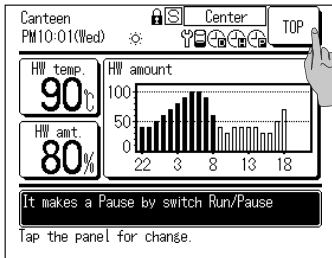 Canteen
S Center
TOP
PM10:01(Wed)
HW temp.
90℃
HW amt.
80%
HW amount
100
50
0
22 3 8 13 18
It makes a Pause by switch Run/Pause
Tap the panel for change.